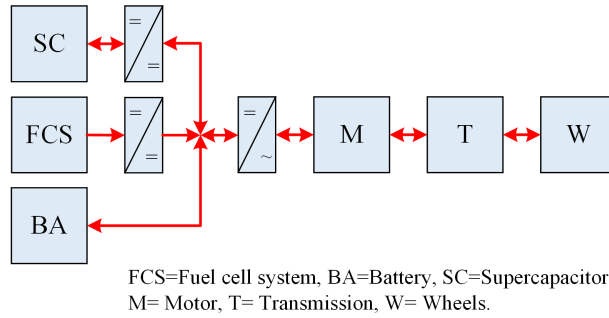 SC
=
=
FCS
=
=
=
~
M
T
W
BA
FCS=Fuel cell system, BA=Battery, SC=Supercapacitor
M= Motor, T= Transmission, W= Wheels.